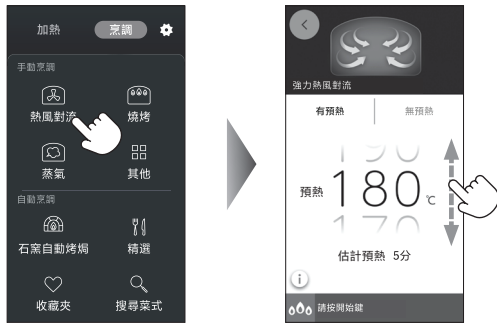 加熱 烹調
手動烹調
熱風對流 燒烤
蒸氣 其他
自動烹調
石窯自動烤焗 精選
收藏夾 搜尋菜式
強力熱風對流
有預熱 無預熱
190
預熱 180 ℃
170
估計預熱 5分
i
請按開始鍵